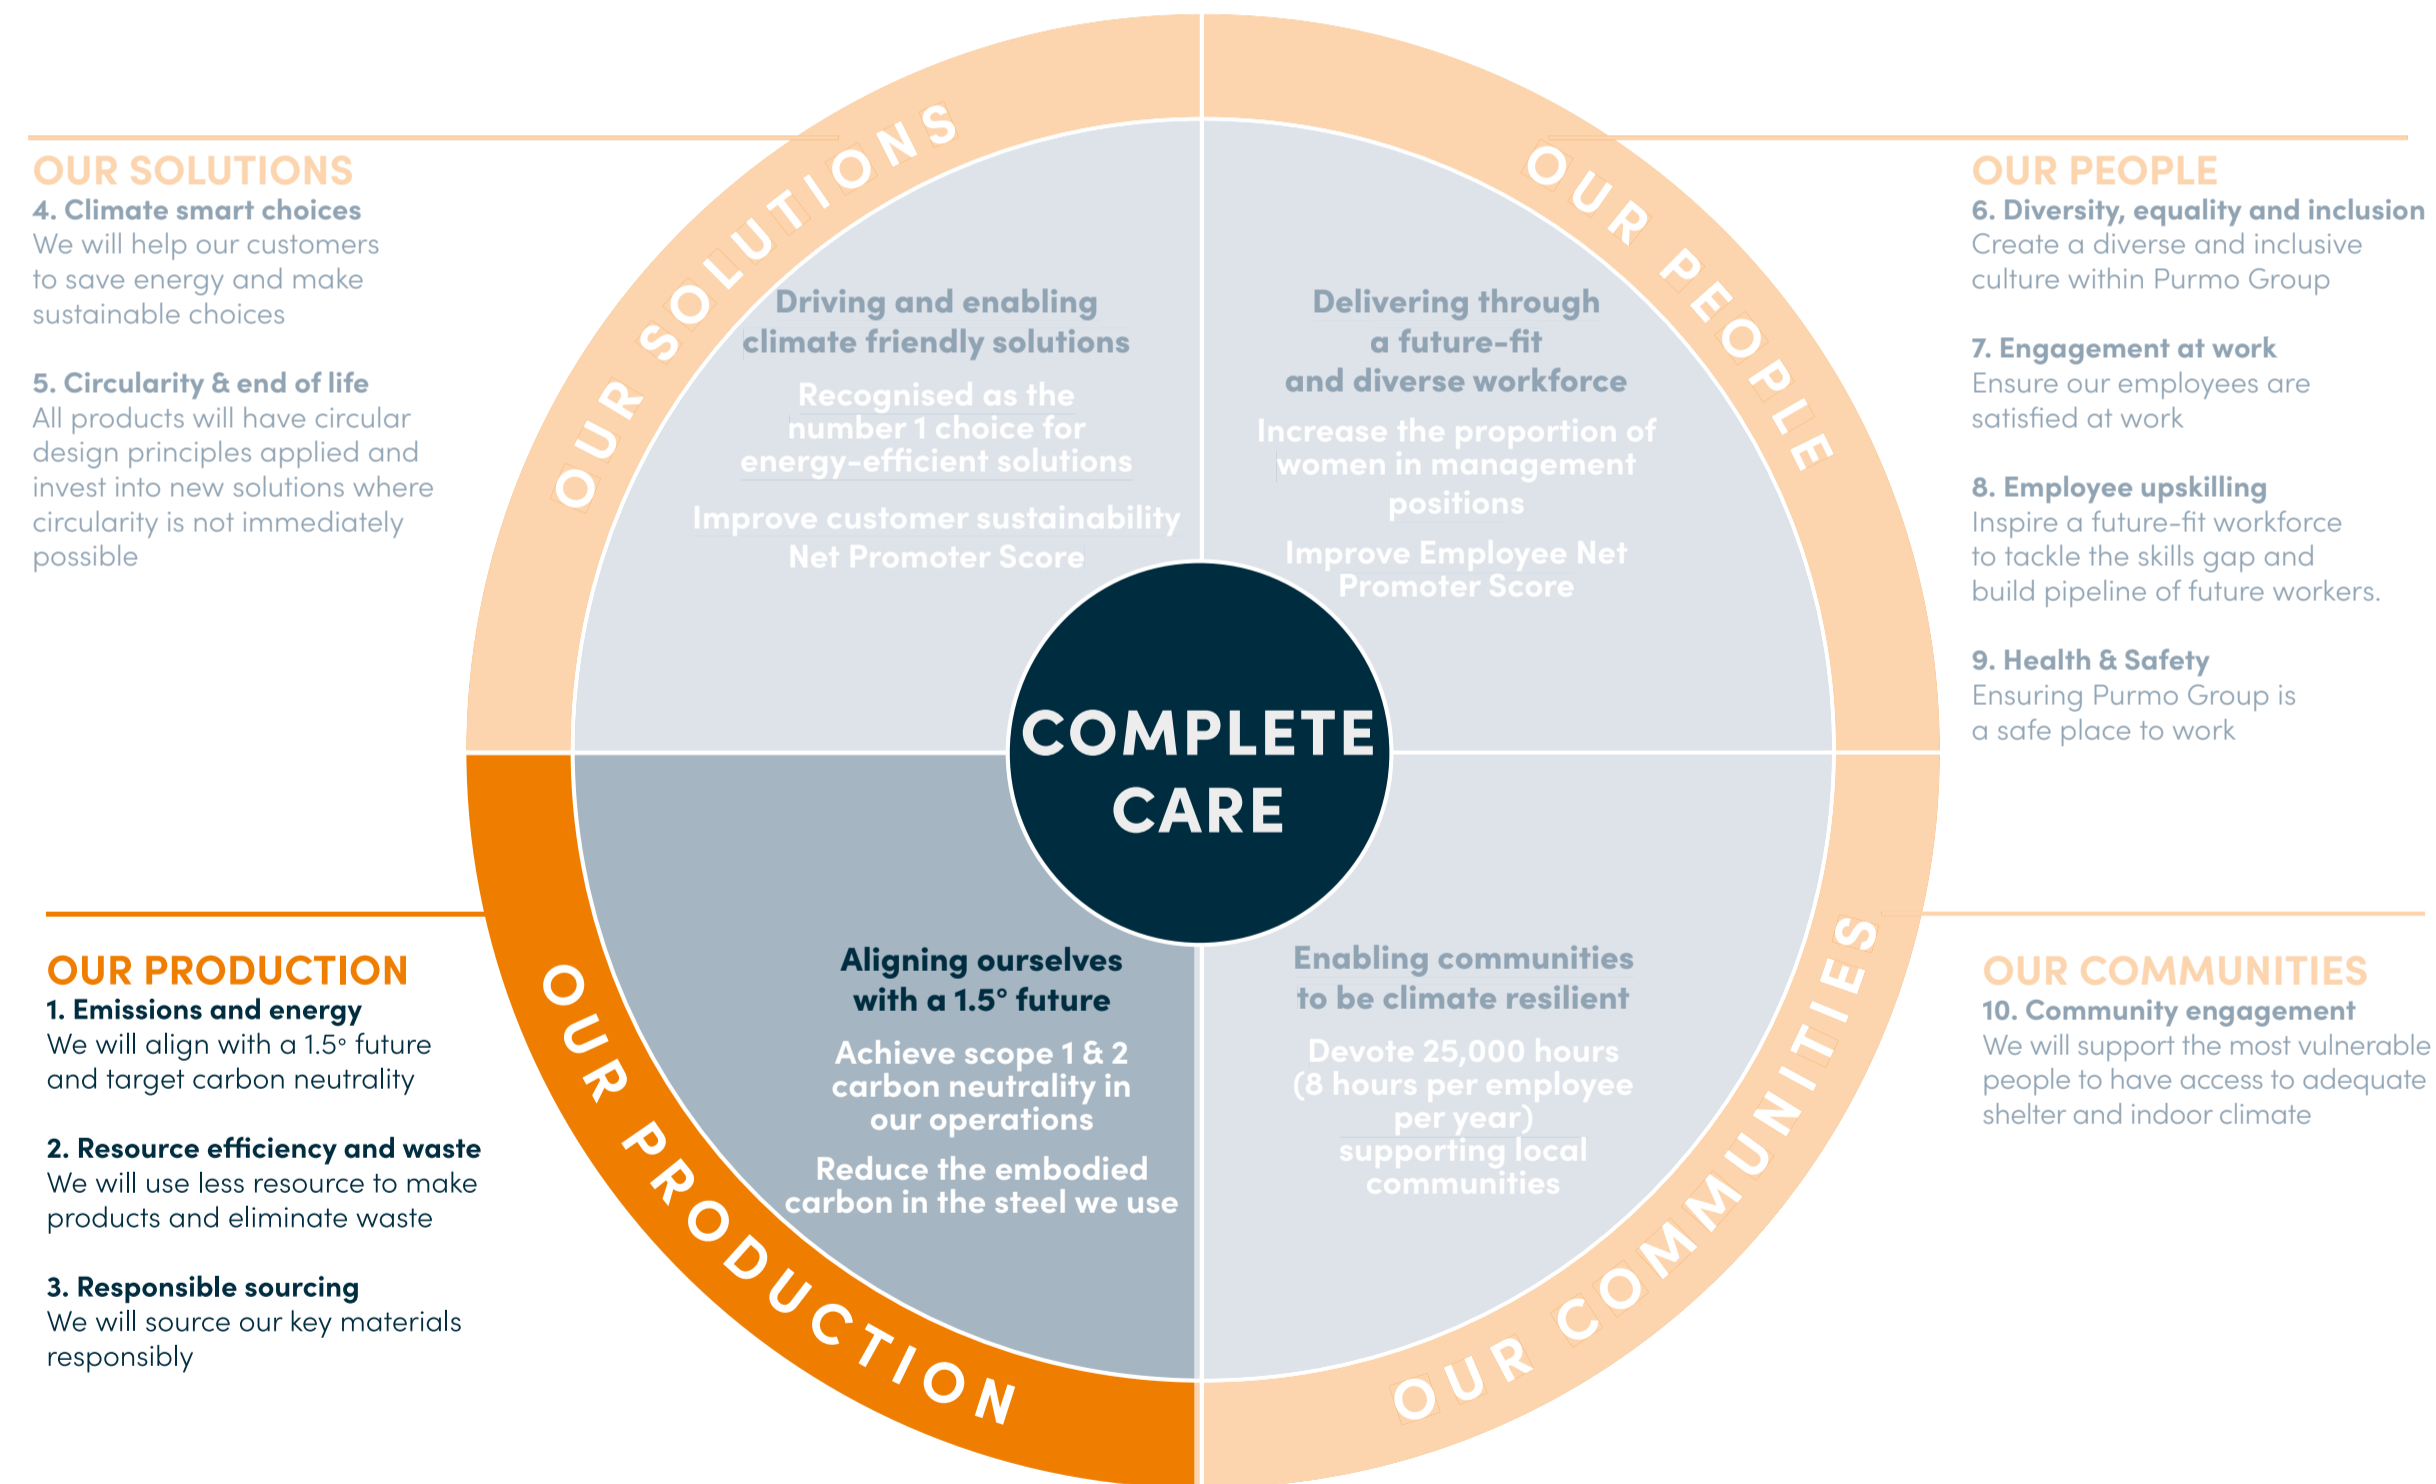 OUR SOLUTIONS
4. Climate smart choices
We will help our customers
to save energy and make
sustainable choices
5. Circularity & end of life
All products will have circular
design principles applied and
invest into new solutions where
circularity is not immediately
possible
OUR SOLUTIONS
Driving and enabling
climate friendly solutions
Recognised as the
number 1 choice for
energy-efficient solutions
Improve customer sustainability
Net Promoter Score
OUR PEOPLE
Delivering through
a future-fit
and diverse workforce
Increase the proportion of
women in management
positions
Improve Employee Net
Promoter Score
OUR PEOPLE
6. Diversity, equality and inclusion
Create a diverse and inclusive
culture within Purmo Group
7. Engagement at work
Ensure our employees are
satisfied at work
8. Employee upskilling
Inspire a future-fit workforce
to tackle the skills gap and
build pipeline of future workers.
9. Health & Safety
Ensuring Purmo Group is
a safe place to work
COMPLETE
CARE
OUR PRODUCTION
1. Emissions and energy
We will align with a 1.5° future
and target carbon neutrality
2. Resource efficiency and waste
We will use less resource to make
products and eliminate waste
3. Responsible sourcing
We will source our key materials
responsibly
OUR PRODUCTION
Aligning ourselves
with a 1.5° future
Achieve scope 1 & 2
carbon neutrality in
our operations
Reduce the embodied
carbon in the steel we use
Enabling communities
to be climate resilient
Devote 25,000 hours
(8 hours per employee
per year)
supporting local
communities
OUR COMMUNITIES
OUR COMMUNITIES
10. Community engagement
We will support the most vulnerable
people to have access to adequate
shelter and indoor climate